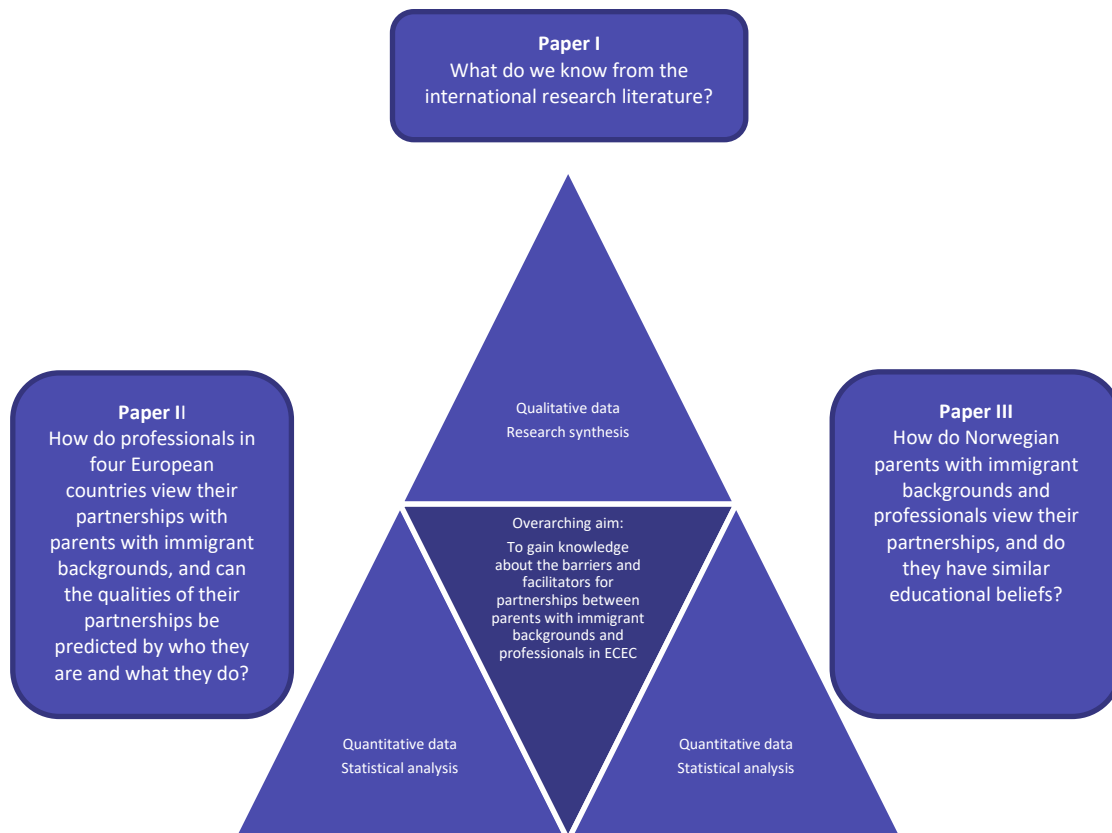 Paper I
What do we know from the
international research literature?
Qualitative data
Research synthesis
Paper II
How do professionals in
four European
countries view their
partnerships with
parents with immigrant
backgrounds, and can
the qualities of their
partnerships be
predicted by who they
are and what they do?
Overarching aim:
To gain knowledge
about the barriers and
facilitators for
partnerships between
parents with immigrant
backgrounds and
professionals in ECEC
Paper III
How do Norwegian
parents with immigrant
backgrounds and
professionals view their
partnerships, and do
they have similar
educational beliefs?
Quantitative data
Statistical analysis
Quantitative data
Statistical analysis